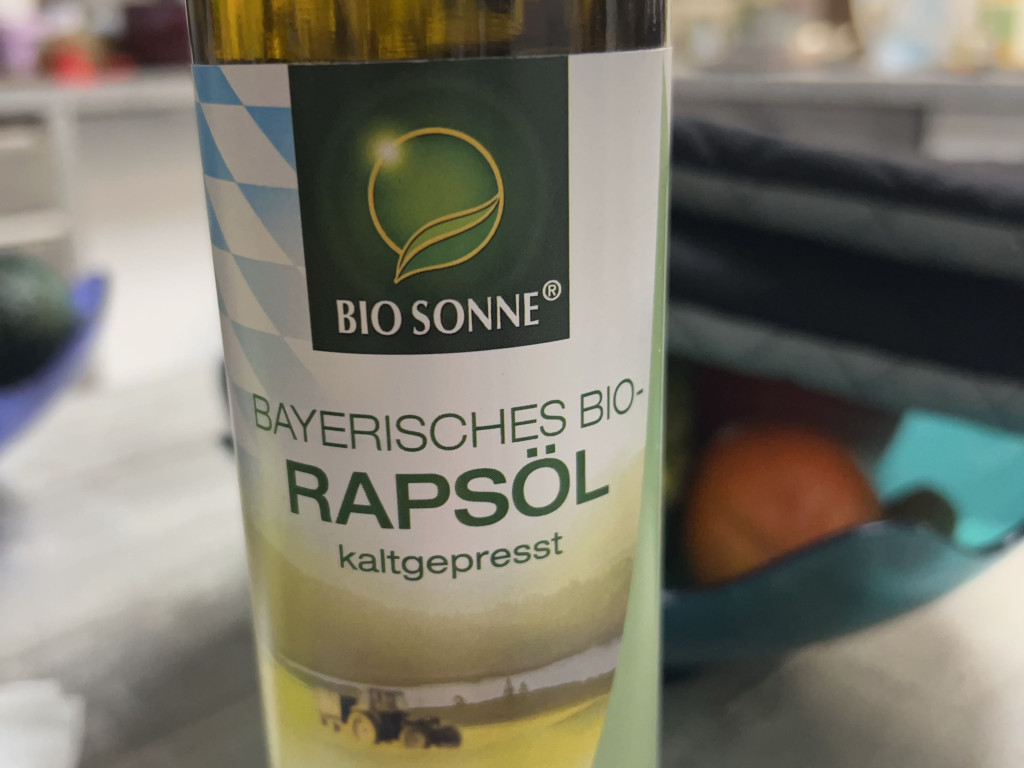 BIO SONNE®
BAYERISCHES BIO-
RAPSÖL
kaltgepresst